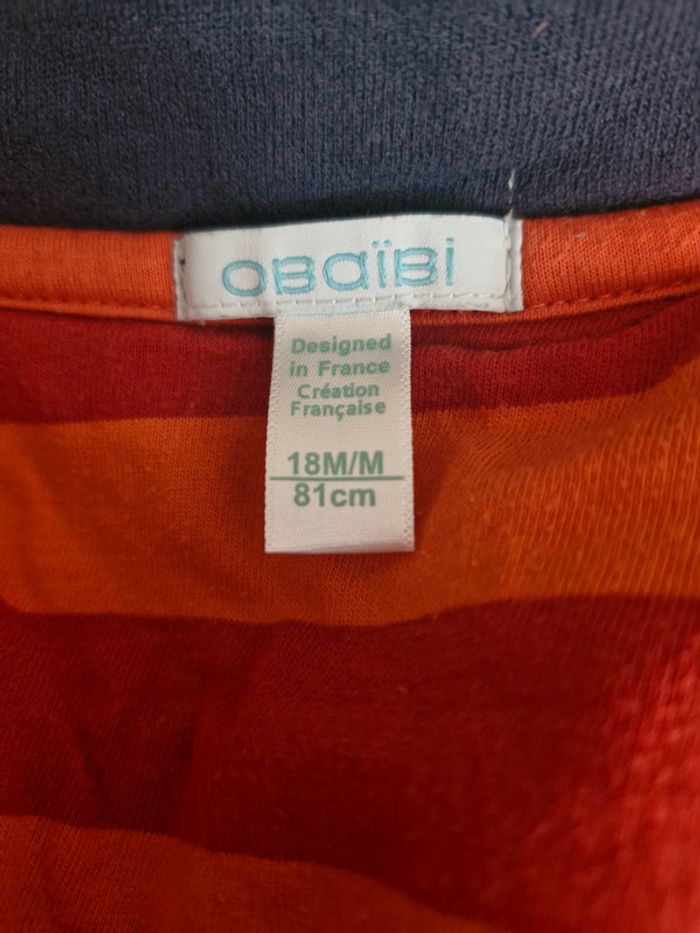 OBAÏBI
Designed
in France
Création
Française
18M/M
81cm